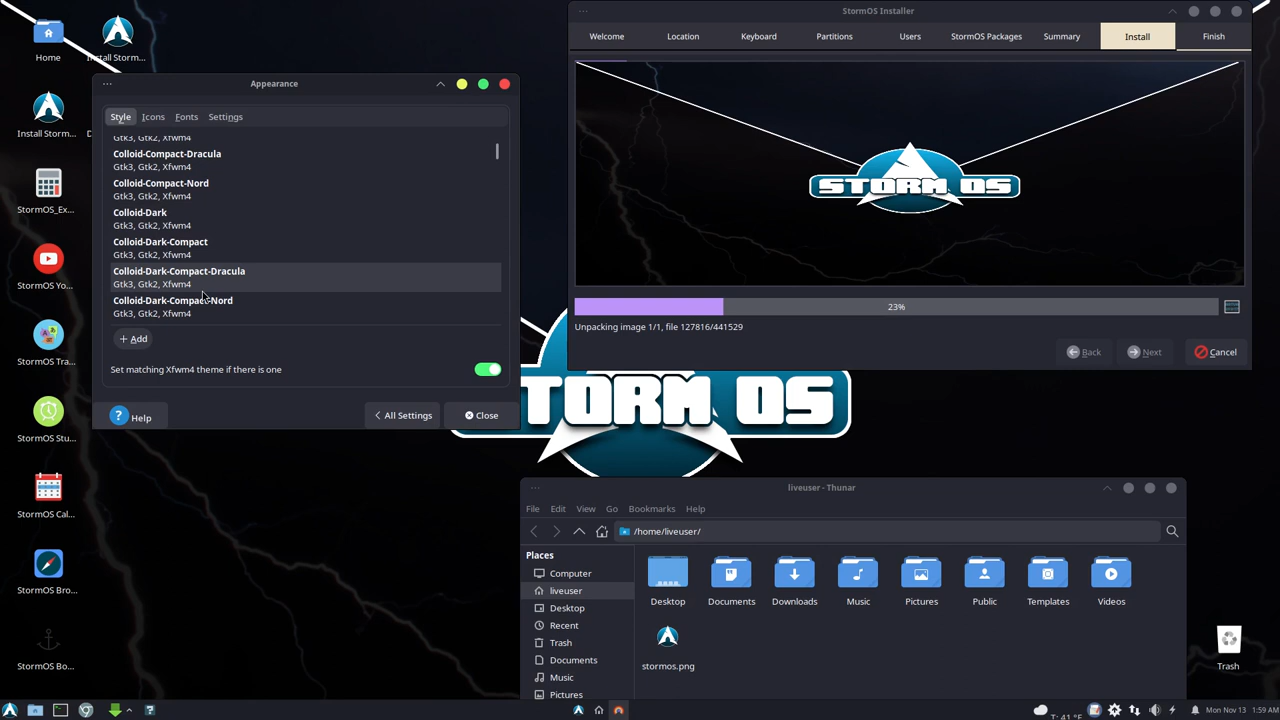 Home
Install Storm...
Install Storm...
D
StormOS_Ex...
StormOS Yo...
StormOS Tra...
StormOS Stu...
StormOS Cal...
StormOS Bro...
StormOS Bo...
Appearance
Style Icons Fonts Settings
Gtk3, Gtk2, Xfwm4
Colloid-Compact-Dracula
Gtk3, Gtk2, Xfwm4
Colloid-Compact-Nord
Gtk3, Gtk2, Xfwm4
Colloid-Dark
Gtk3, Gtk2, Xfwm4
Colloid-Dark-Compact
Gtk3, Gtk2, Xfwm4
Colloid-Dark-Compact-Dracula
Gtk3, Gtk2, Xfwm4
Colloid-Dark-Compact-Nord
Gtk3, Gtk2, Xfwm4
+ Add
Set matching Xfwm4 theme if there is one
? Help
All Settings
Close
StormOS Installer
Welcome Location Keyboard Partitions Users StormOS Packages Summary Install Finish
STORM OS
23%
Unpacking image 1/1, file 127816/441529
Back Next Cancel
STORM OS
liveuser - Thunar
File Edit View Go Bookmarks Help
/home/liveuser/
Places
Computer
liveuser
Desktop
Recent
Trash
Documents
Music
Pictures
Desktop Documents Downloads Music Pictures Public Templates Videos
stormos.png
Trash
T: 41 °F
Mon Nov 13 1:59 AM